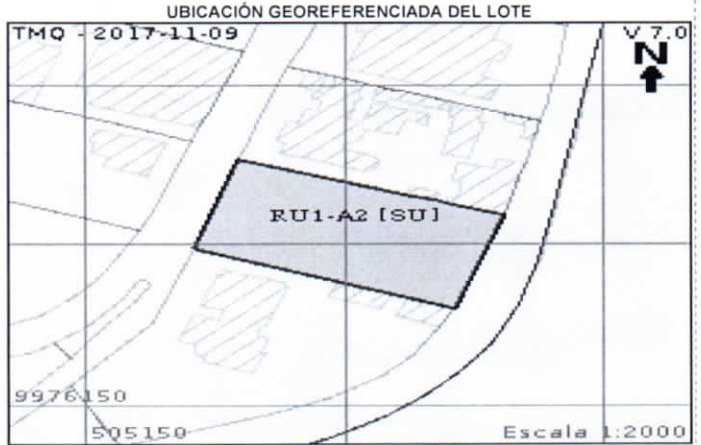 UBICACIÓN GEOREFERENCIADA DEL LOTE
TMQ - 2017-11-09
V 7.0
N
RU1-A2 [SU]
9976150
505150
Escala 1:2000